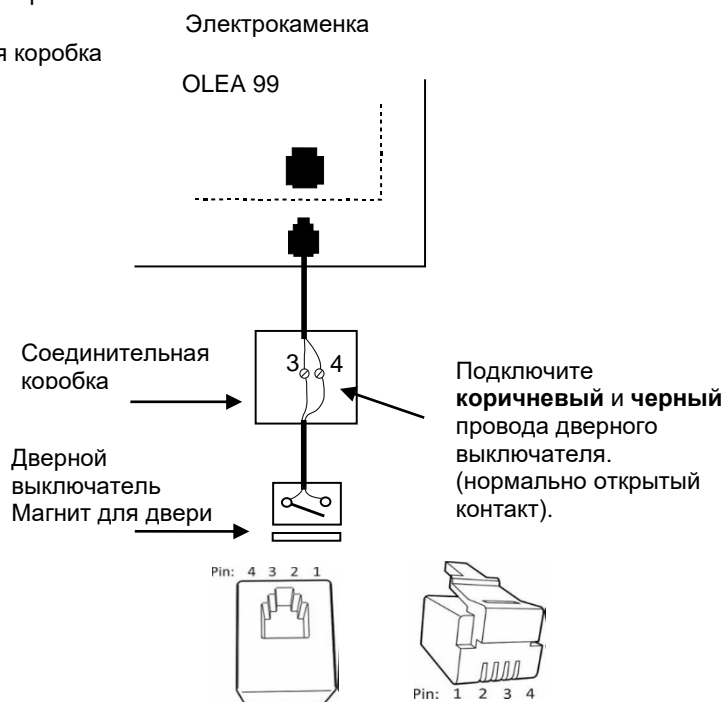 Электрокаменка
я коробка
OLEA 99
3 4
Соединительная
коробка
Подключите
коричневый и черный
провода дверного
выключателя.
(нормально открытый
контакт).
Дверной
выключатель
Магнит для двери
Pin: 4 3 2 1
Pin: 1 2 3 4